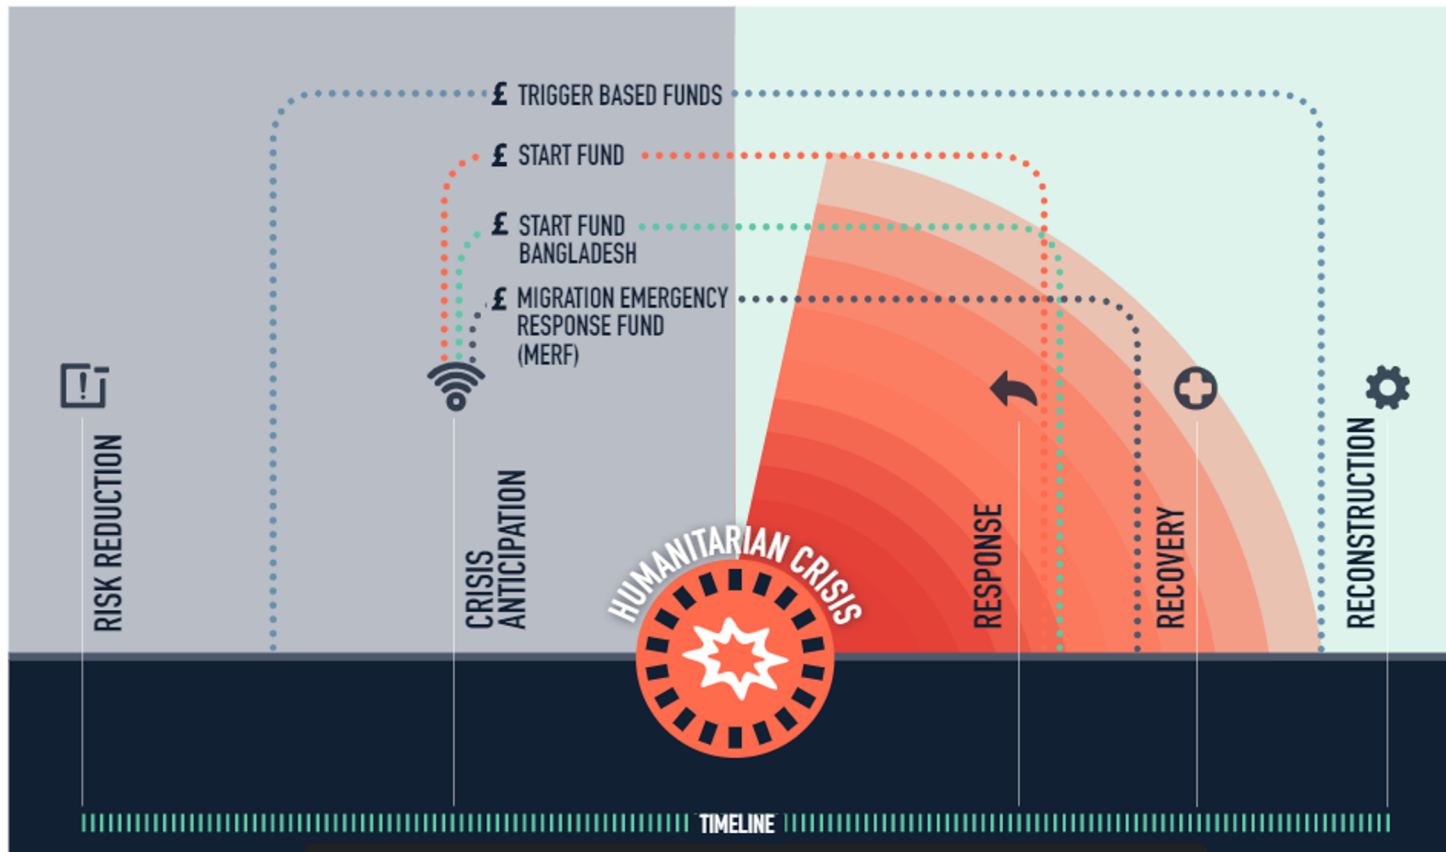 £ TRIGGER BASED FUNDS
£ START FUND
£ START FUND
BANGLADESH
£ MIGRATION EMERGENCY
RESPONSE FUND
(MERF)
RISK REDUCTION
CRISIS
ANTICIPATION
HUMANITARIAN CRISIS
RESPONSE
RECOVERY
RECONSTRUCTION
TIMELINE